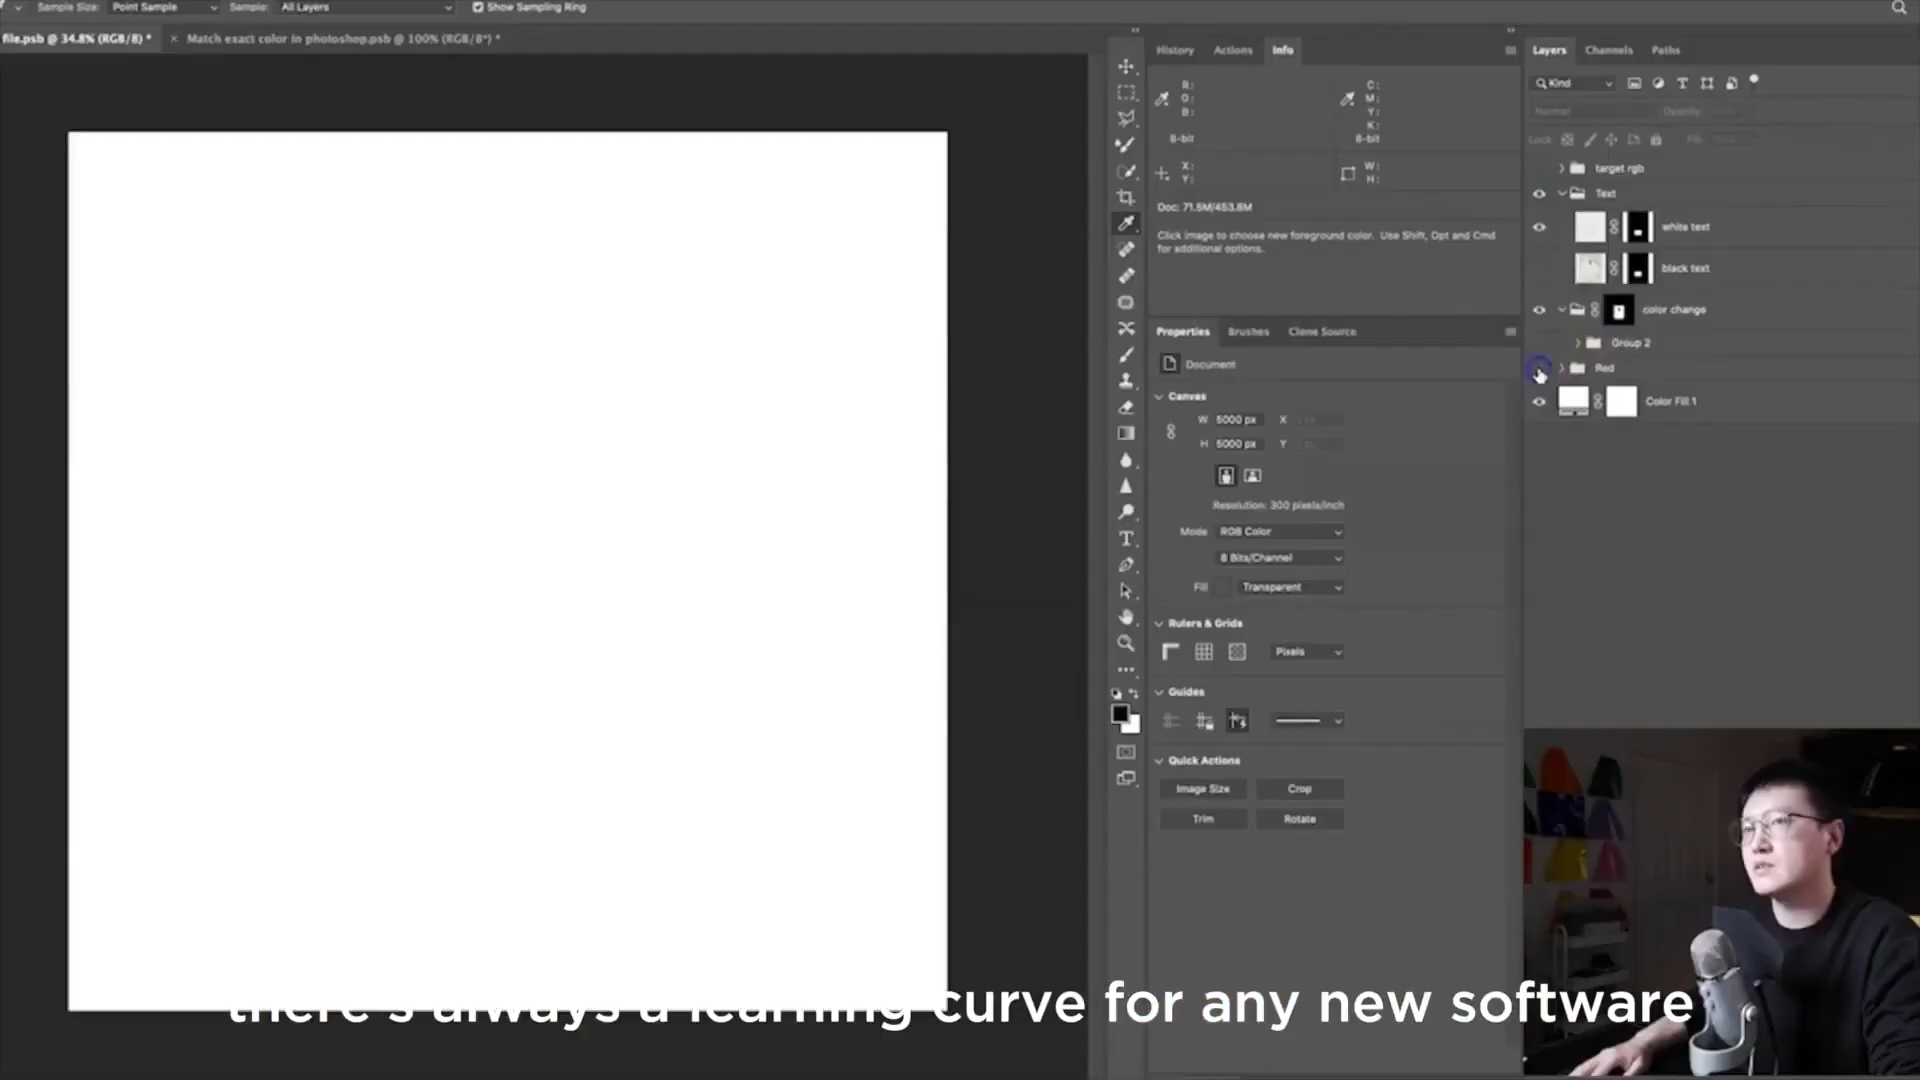 Sample Size: Point Sample Sample: All Layers Show Sampling Ring
file.psb @ 34.8% (RGB/8) * × Match exact color in photoshop.psb @ 100% (RGB/8*) *
History Actions Info
R:
G:
B:
8-bit
C:
M:
Y:
K:
8-bit
X:
Y:
W:
H:
Doc: 71.5M/453.8M
Click image to choose new foreground color. Use Shift, Opt and Cmd
for additional options.
Properties Brushes Clone Source
Document
Canvas
W 5000 px X
H 5000 px Y
Resolution: 300 pixels/inch
Mode RGB Color
8 Bits/Channel
Fill Transparent
Rulers & Grids
Pixels
Guides
Quick Actions
Image Size Crop
Trim Rotate
Layers Channels Paths
Kind
Normal Opacity:
Lock: Fill:
target rgb
Text
white text
black text
color change
Group 2
Red
Color Fill 1
there's always a learning curve for any new software